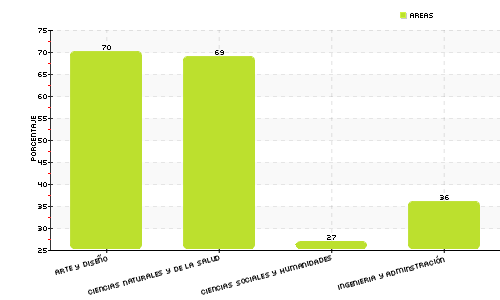 AREAS
75
70
65
60
55
50
45
40
35
30
25
PORCENTAJE
70
69
27
36
ARTE Y DISEÑO
CIENCIAS NATURALES Y DE LA SALUD
CIENCIAS SOCIALES Y HUMANIDADES
INGENIERIA Y ADMINSTRACIÓN